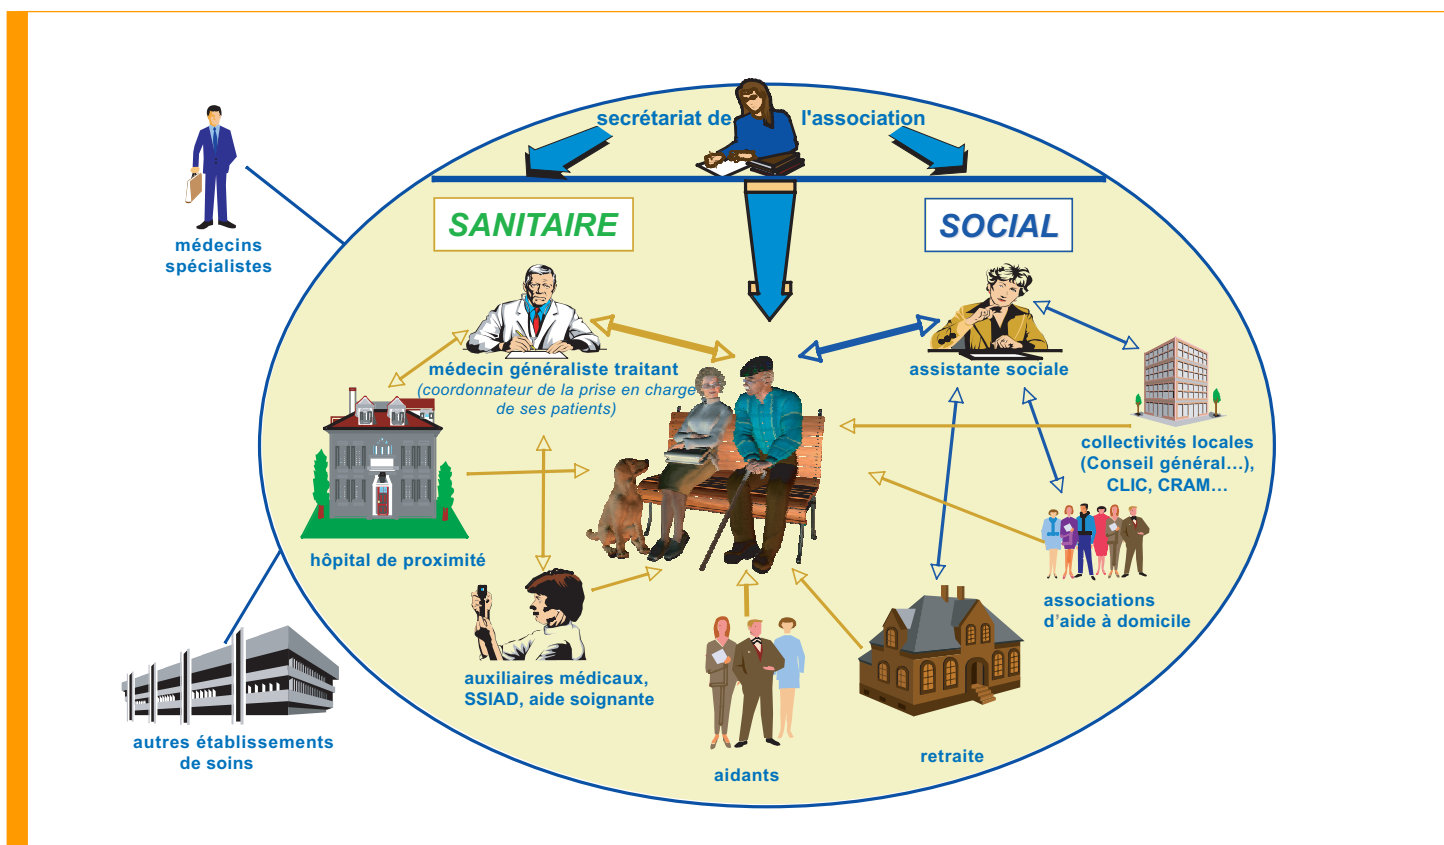 secrétariat de l'association
SANITAIRE
SOCIAL
médecins
spécialistes
médecin généraliste traitant
(coordonnateur de la prise en charge
de ses patients)
assistante sociale
collectivités locales
(Conseil général...),
CLIC, CRAM...
hôpital de proximité
associations
d'aide à domicile
auxiliaires médicaux,
SSIAD, aide soignante
autres établissements
de soins
aidants
retraite